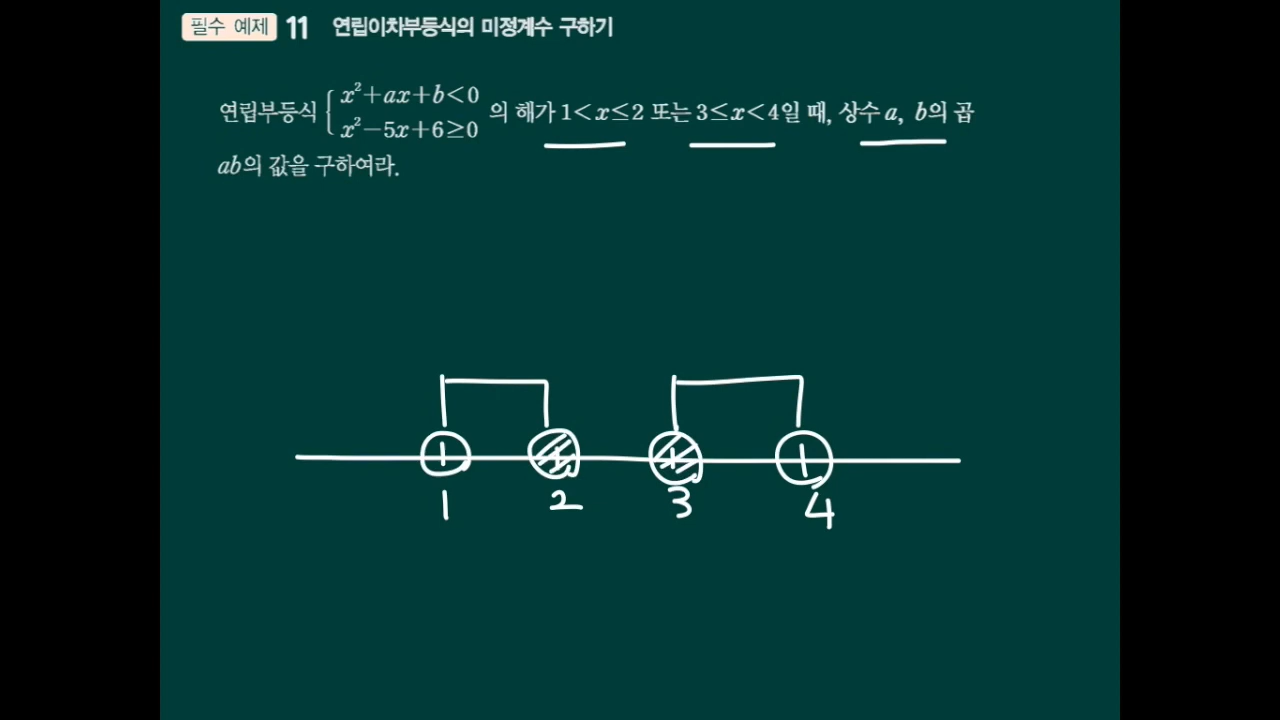 필수 예제 11 연립이차부등식의 미정계수 구하기
연립부등식 { x²+ax+b<0
x²-5x+6≥0 의 해가 1<x≤2 또는 3≤x<4일 때, 상수 a, b의 곱
ab의 값을 구하여라.
1 2 3 4